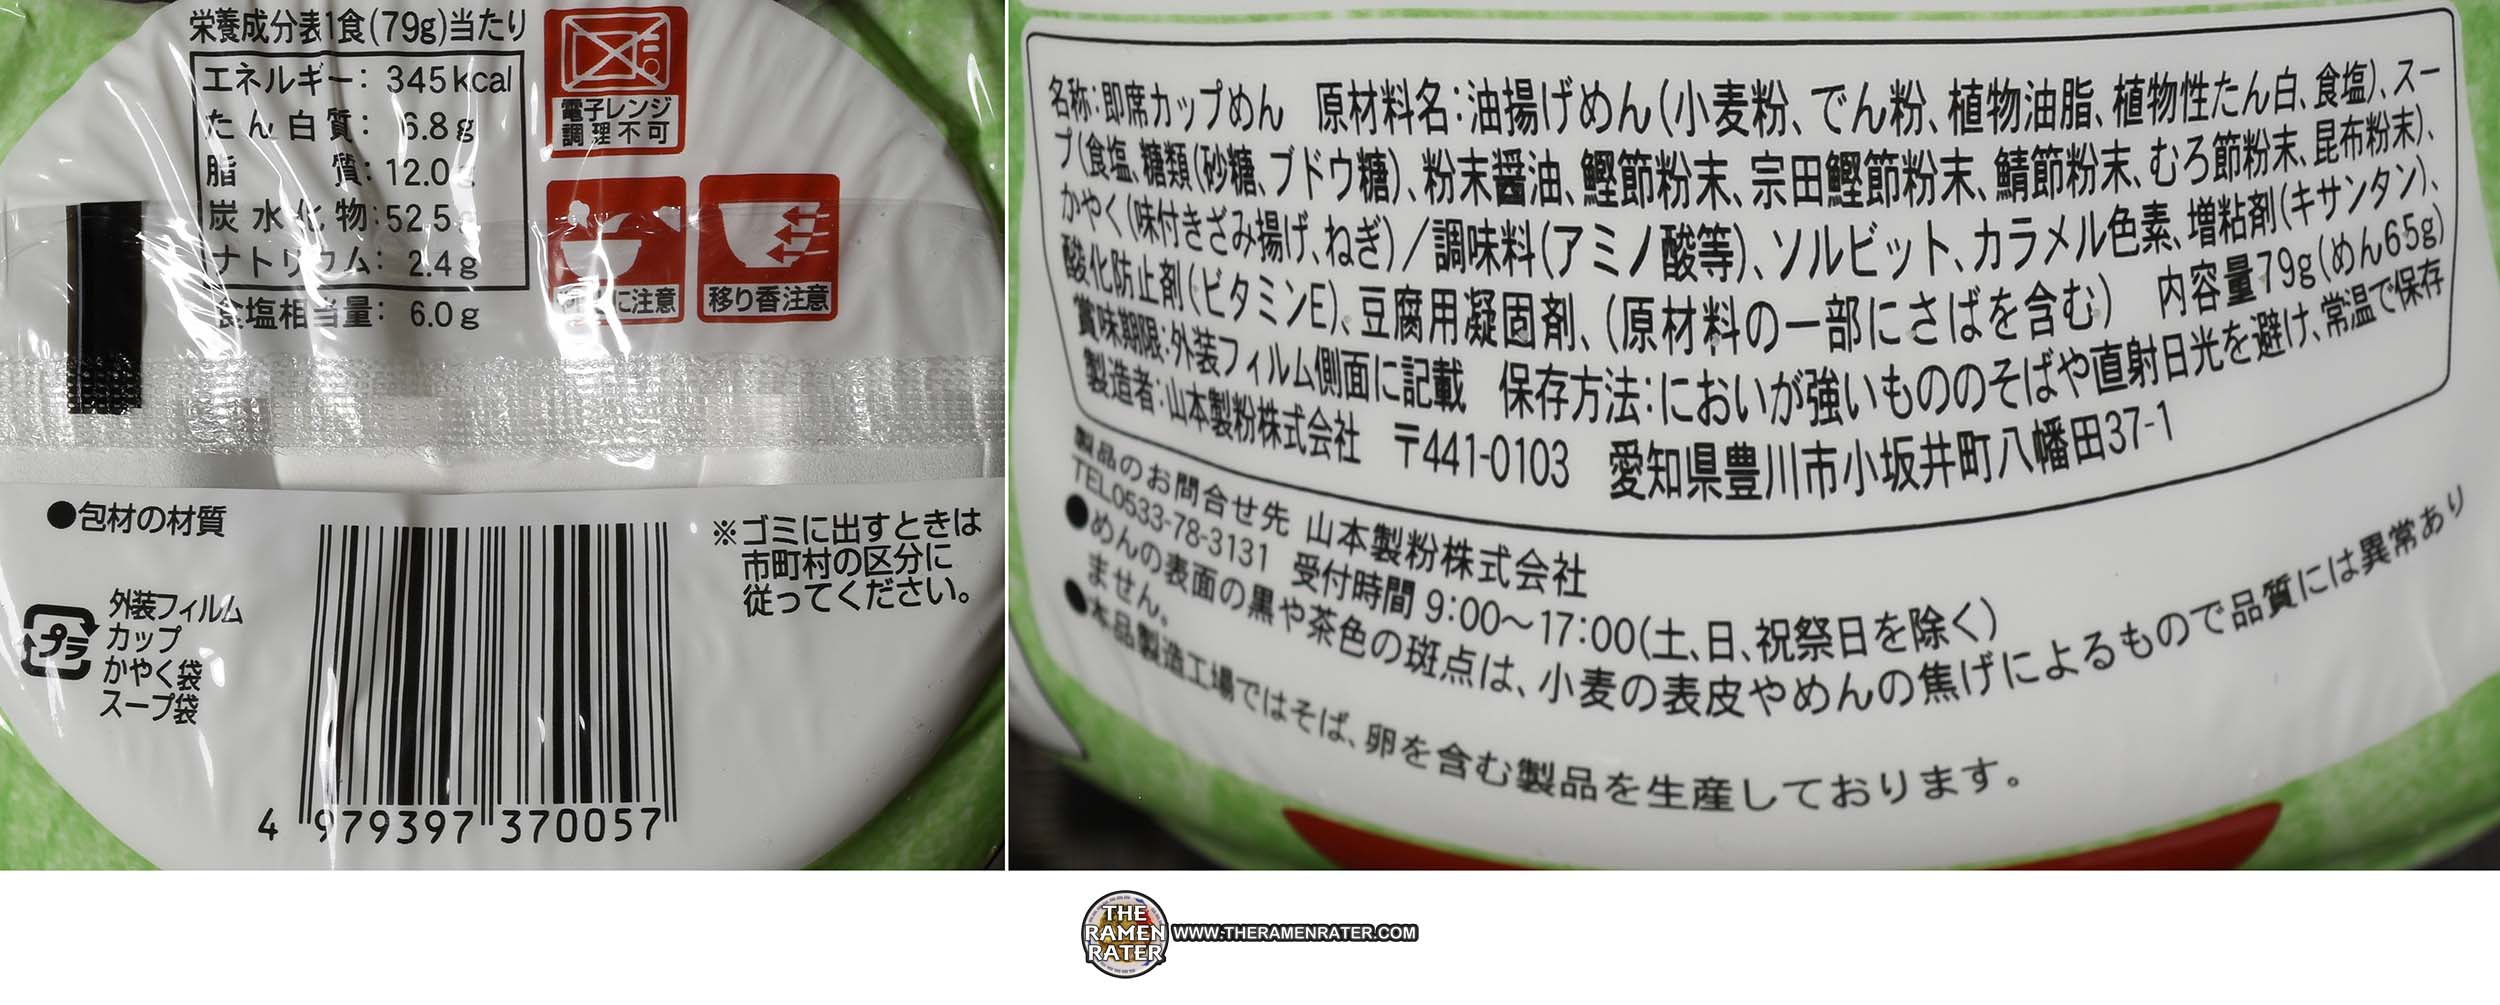 栄養成分表1食(79g)当たり
エネルギー: 345kcal
たん白質: 6.8g
脂質: 12.0g
炭水化物: 52.5g
ナトリウム: 2.4g
食塩相当量: 6.0g
電子レンジ
調理不可
に注意
移り香注意
●包材の材質
プラ
外装フィルム
カップ
かやく袋
スープ袋
※ゴミに出すときは
市町村の区分に
従ってください。
4 979397 370057
名称:即席カップめん 原材料名:油揚げめん(小麦粉、でん粉、植物油脂、植物性たん白、食塩)、スー
プ(食塩、糖類(砂糖、ブドウ糖)、粉末醤油、鰹節粉末、宗田鰹節粉末、鯖節粉末、むろ節粉末、昆布粉末)、
かやく(味付きざみ揚げ、ねぎ)/調味料(アミノ酸等)、ソルビット、カラメル色素、増粘剤(キサンタン)、
酸化防止剤(ビタミンE)、豆腐用凝固剤、(原材料の一部にさばを含む) 内容量79g(めん65g)
賞味期限:外装フィルム側面に記載 保存方法:においが強いもののそばや直射日光を避け、常温で保存
製造者:山本製粉株式会社 〒441-0103 愛知県豊川市小坂井町八幡田37-1
製品のお問合せ先 山本製粉株式会社
TEL0533-78-3131 受付時間 9:00〜17:00(土、日、祝祭日を除く)
●めんの表面の黒や茶色の斑点は、小麦の表皮やめんの焦げによるもので品質には異常あり
ません。
●本品製造工場ではそば、卵を含む製品を生産しております。
THE
RAMEN
RATER
WWW.THERAMENRATER.COM